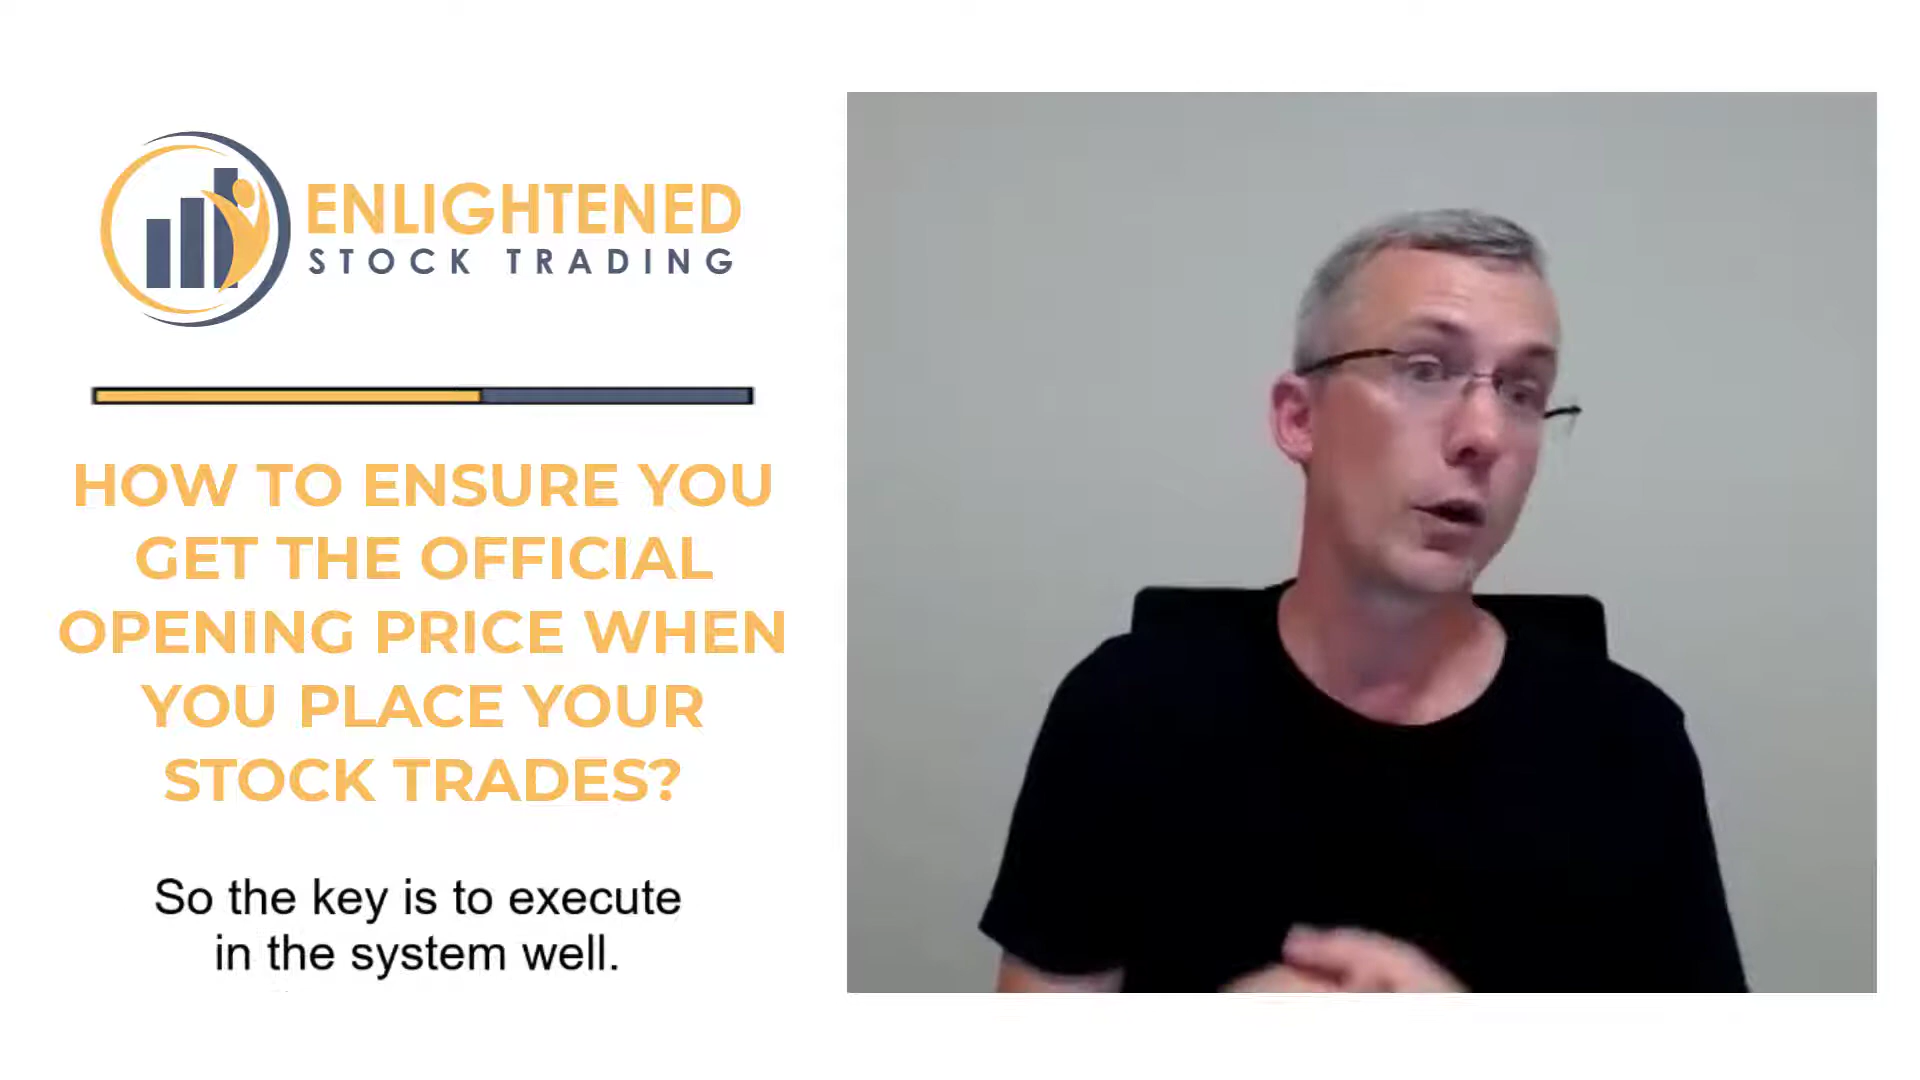 ENLIGHTENED
STOCK TRADING
HOW TO ENSURE YOU
GET THE OFFICIAL
OPENING PRICE WHEN
YOU PLACE YOUR
STOCK TRADES?
So the key is to execute
in the system well.